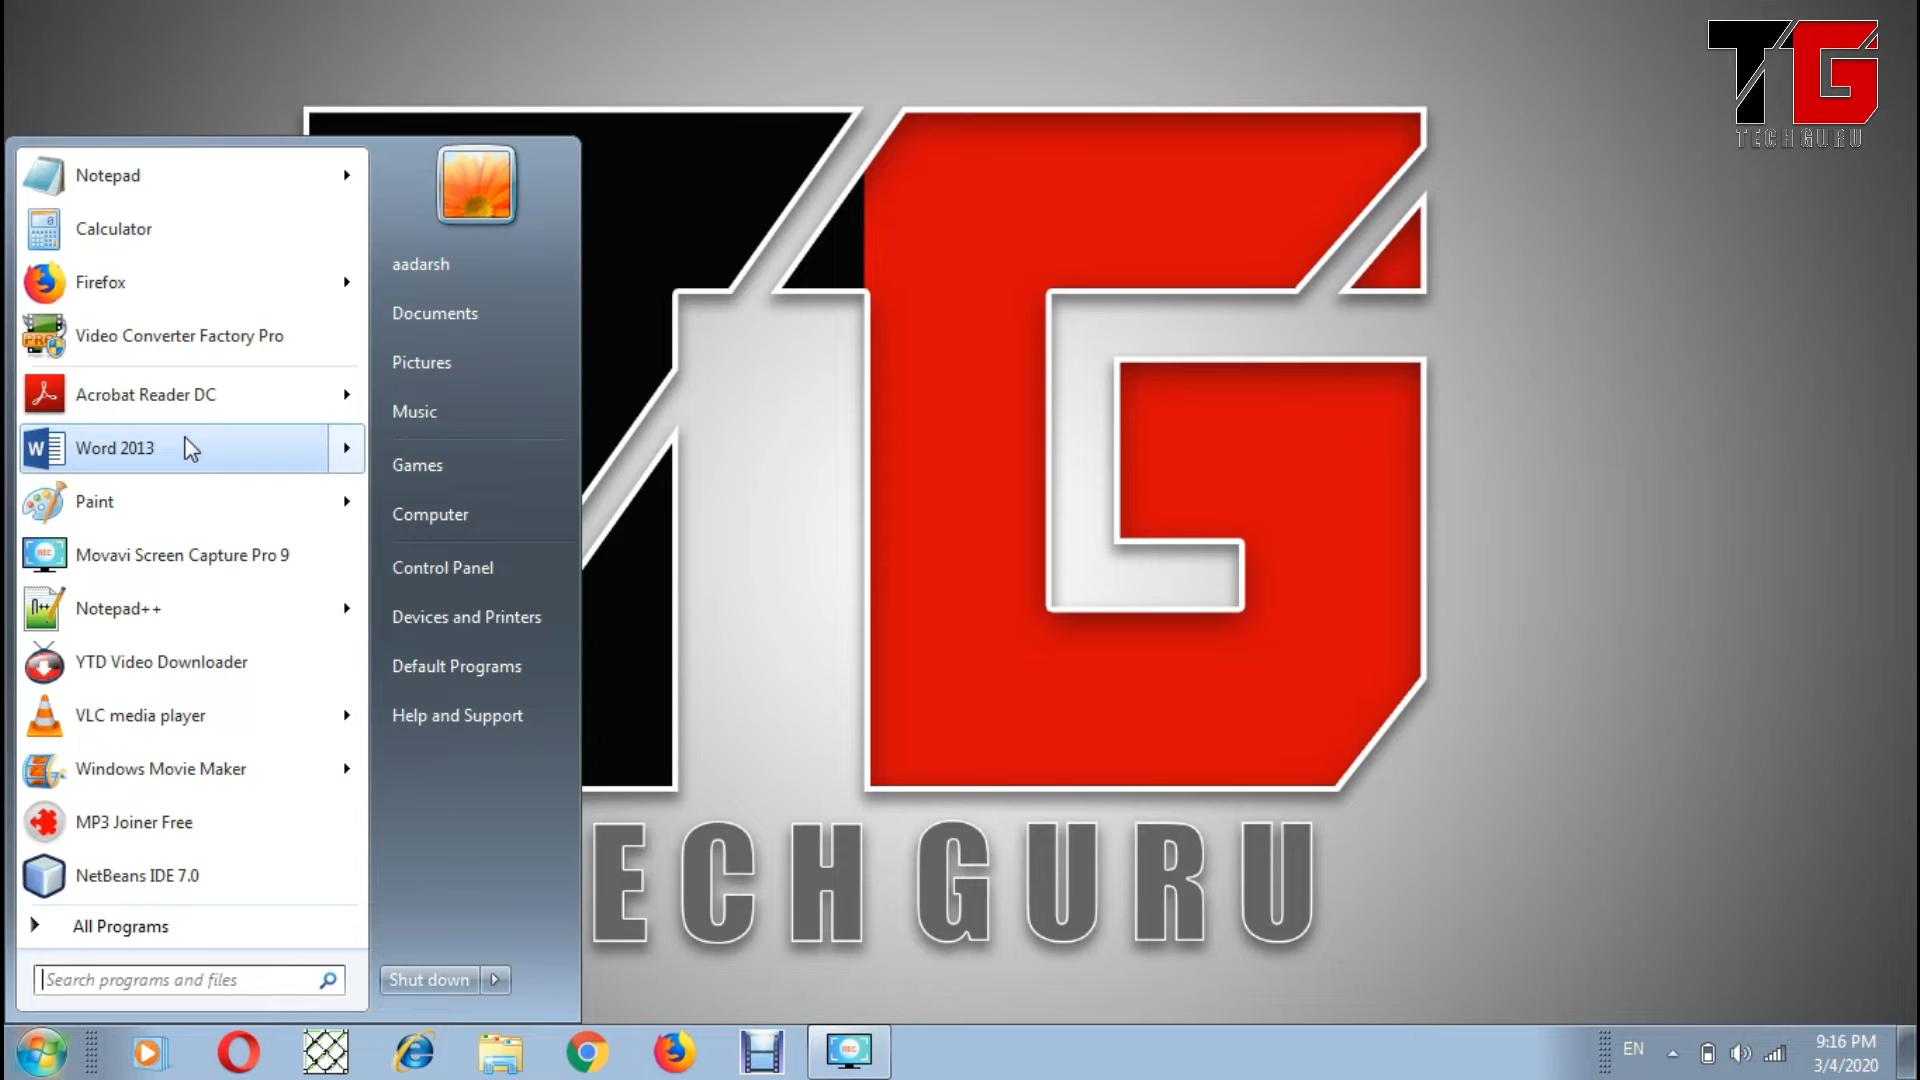 TG
TECH GURU
Notepad
Calculator
Firefox
Video Converter Factory Pro
Acrobat Reader DC
Word 2013
Paint
Movavi Screen Capture Pro 9
Notepad++
YTD Video Downloader
VLC media player
Windows Movie Maker
MP3 Joiner Free
NetBeans IDE 7.0
All Programs
Search programs and files
aadarsh
Documents
Pictures
Music
Games
Computer
Control Panel
Devices and Printers
Default Programs
Help and Support
Shut down
G
ECH GURU
EN
9:16 PM
3/4/2020